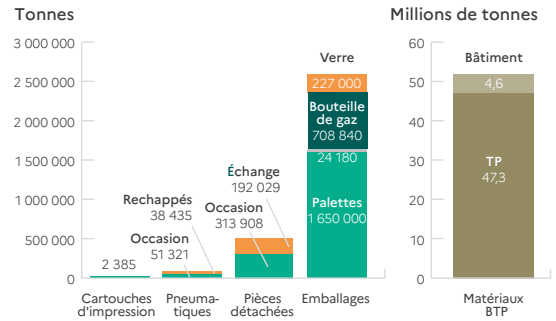 Tonnes
3 000 000
2 500 000
2 000 000
1 500 000
1 000 000
500 000
0
2 385
Rechappés
38 435
Occasion
51 321
Échange
192 029
Occasion
313 908
Verre
227 000
Bouteille
de gaz
708 840
24 180
Palettes
1 650 000
Cartouches
d'impression
Pneuma-
tiques
Pièces
détachées
Emballages
Millions de tonnes
60
50
40
30
20
10
0
Bâtiment
4,6
TP
47,3
Matériaux
BTP